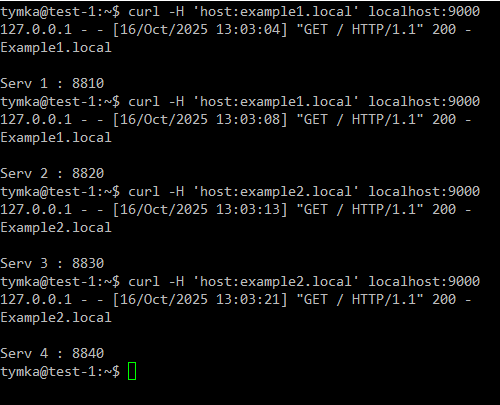 tymka@test-1:~$ curl -H 'host:example1.local' localhost:9000
127.0.0.1 - - [16/Oct/2025 13:03:04] "GET / HTTP/1.1" 200 -
Example1.local
Serv 1 : 8810
tymka@test-1:~$ curl -H 'host:example1.local' localhost:9000
127.0.0.1 - - [16/Oct/2025 13:03:08] "GET / HTTP/1.1" 200 -
Example1.local
Serv 2 : 8820
tymka@test-1:~$ curl -H 'host:example2.local' localhost:9000
127.0.0.1 - - [16/Oct/2025 13:03:13] "GET / HTTP/1.1" 200 -
Example2.local
Serv 3 : 8830
tymka@test-1:~$ curl -H 'host:example2.local' localhost:9000
127.0.0.1 - - [16/Oct/2025 13:03:21] "GET / HTTP/1.1" 200 -
Example2.local
Serv 4 : 8840
tymka@test-1:~$